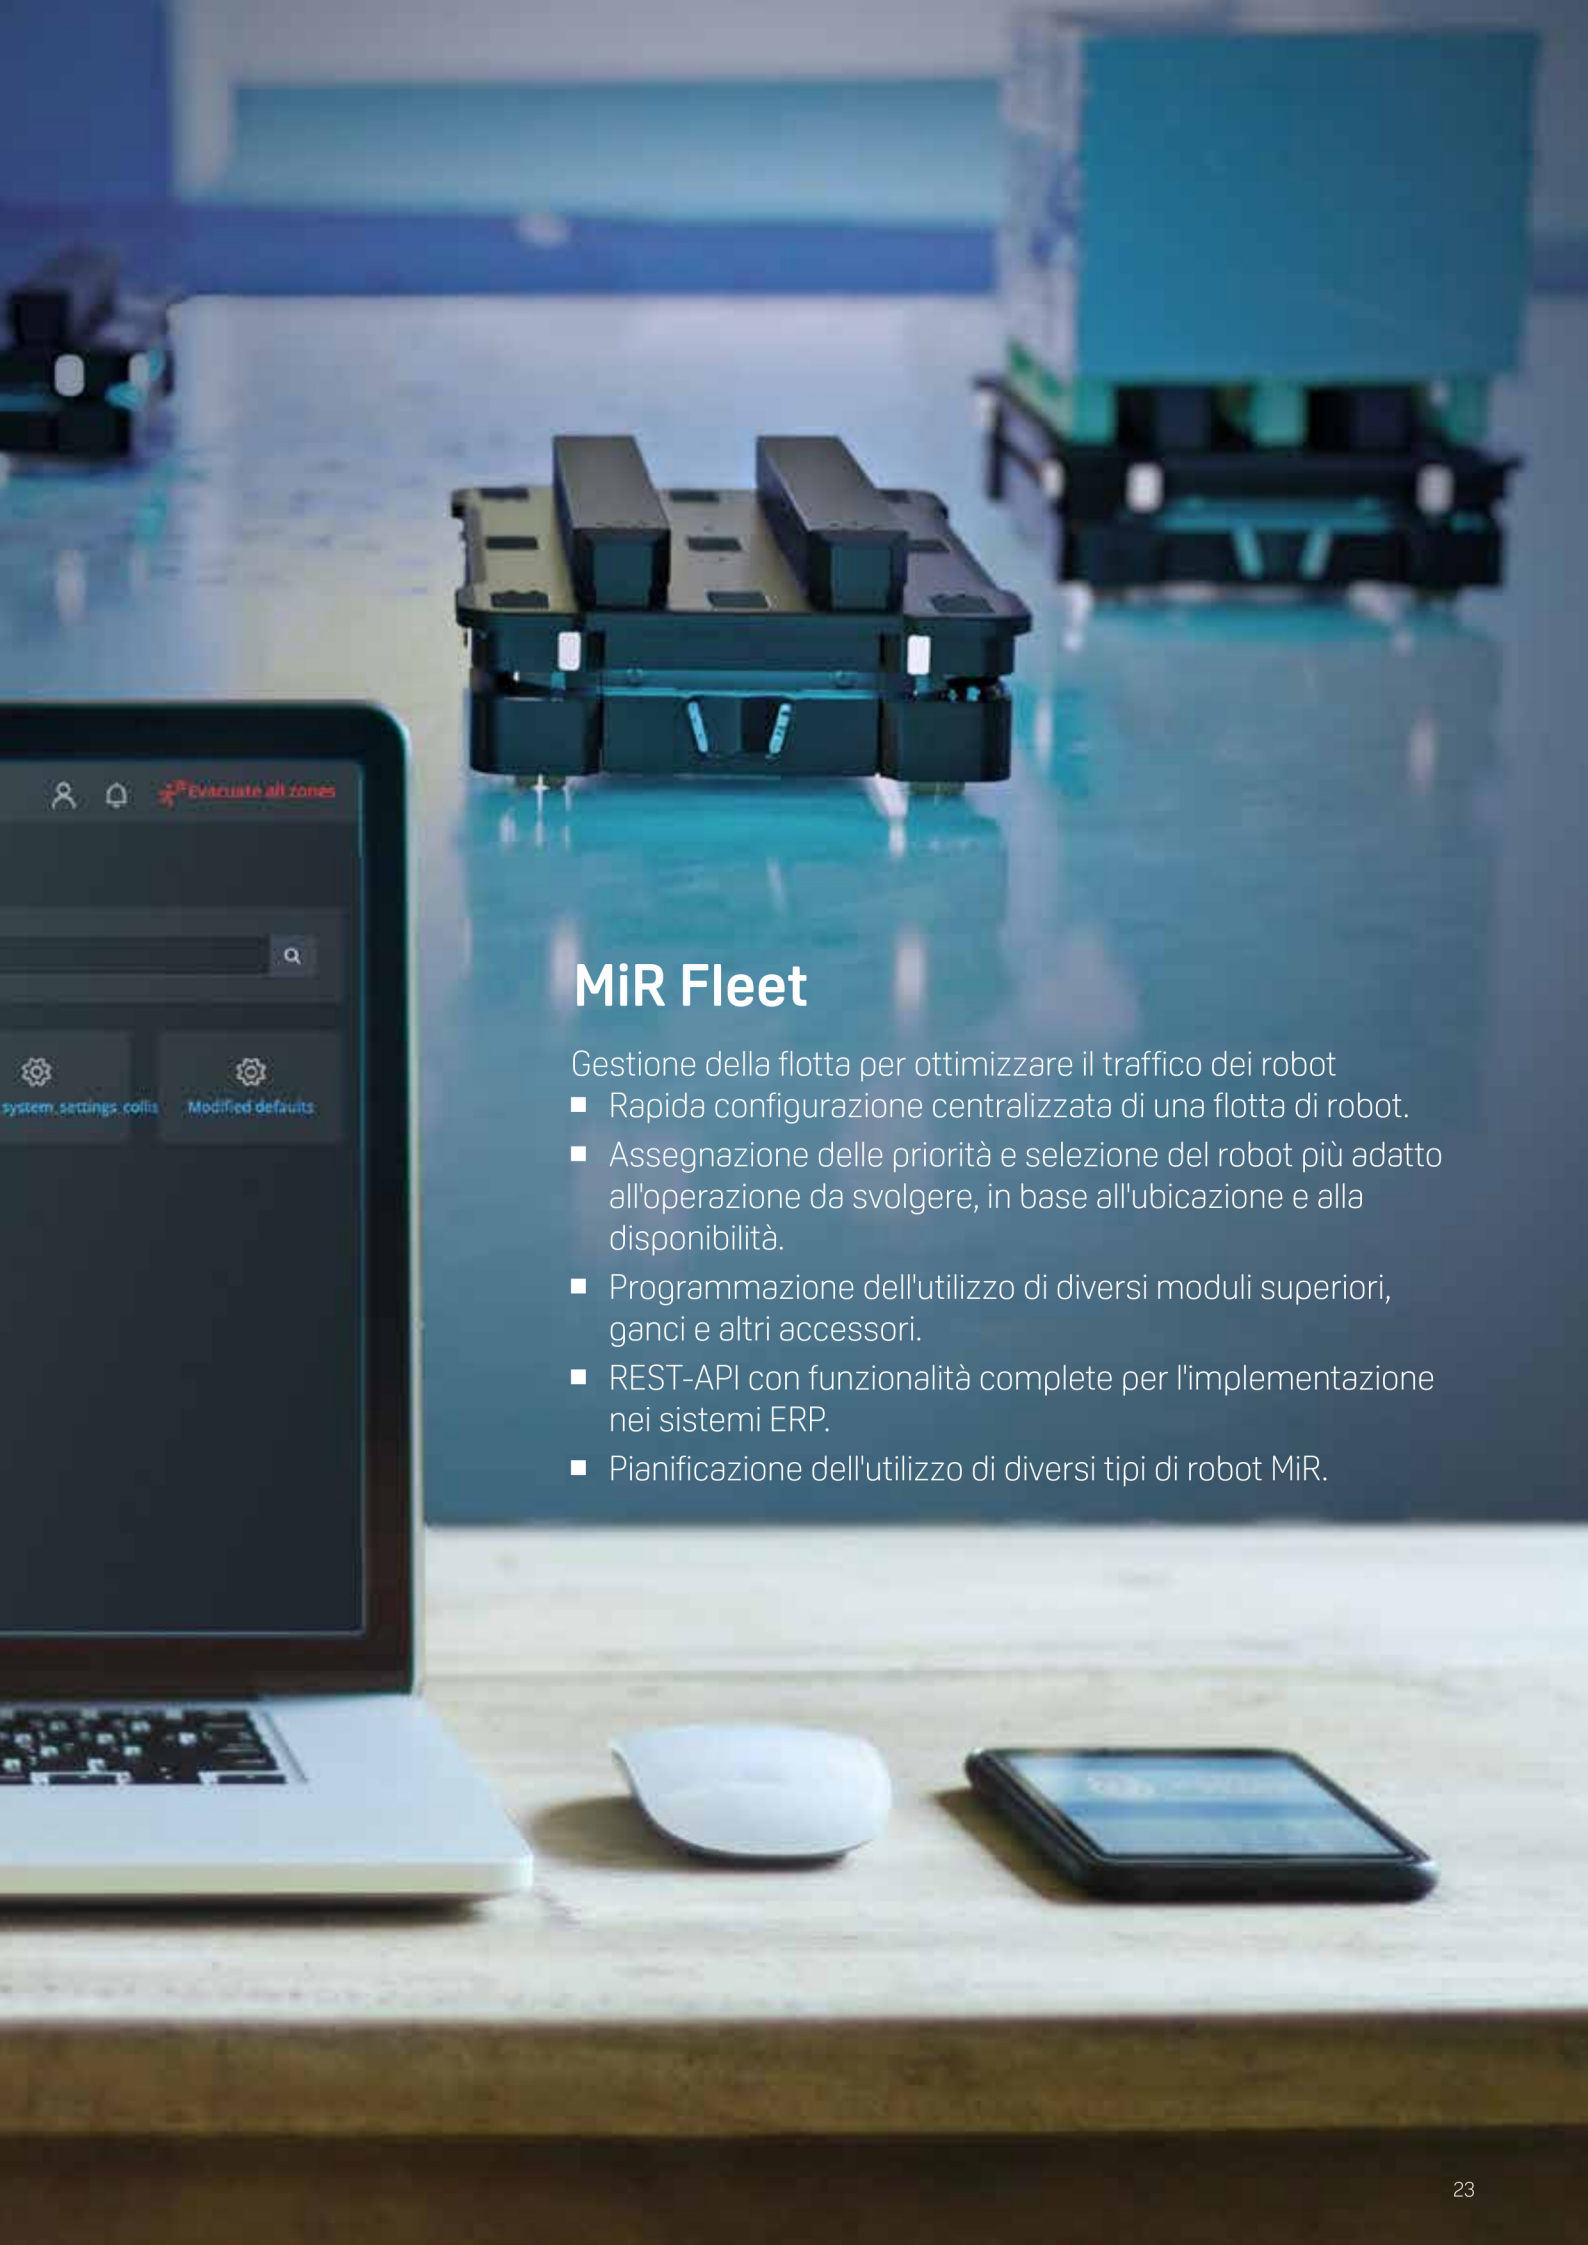 Evacuate all zones
system_settings_collis
Modified defaults
MiR Fleet
Gestione della flotta per ottimizzare il traffico dei robot
Rapida configurazione centralizzata di una flotta di robot.
Assegnazione delle priorità e selezione del robot più adatto
all'operazione da svolgere, in base all'ubicazione e alla
disponibilità.
Programmazione dell'utilizzo di diversi moduli superiori,
ganci e altri accessori.
REST-API con funzionalità complete per l'implementazione
nei sistemi ERP.
Pianificazione dell'utilizzo di diversi tipi di robot MiR.
23